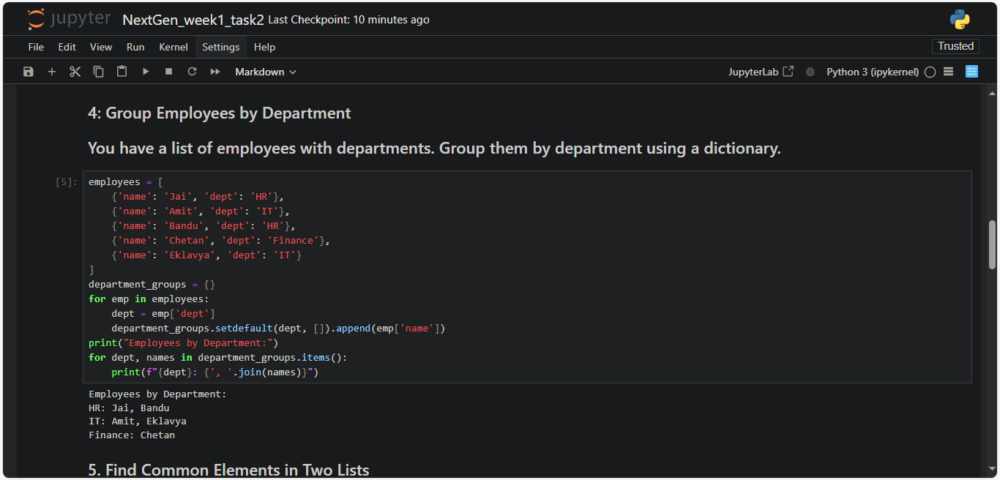 jupyter NextGen_week1_task2 Last Checkpoint: 10 minutes ago
File Edit View Run Kernel Settings Help Trusted
Markdown JupyterLab Python 3 (ipykernel)
4: Group Employees by Department
You have a list of employees with departments. Group them by department using a dictionary.
[5]: employees = [
    {'name': 'Jai', 'dept': 'HR'},
    {'name': 'Amit', 'dept': 'IT'},
    {'name': 'Bandu', 'dept': 'HR'},
    {'name': 'Chetan', 'dept': 'Finance'},
    {'name': 'Eklavya', 'dept': 'IT'}
]
department_groups = {}
for emp in employees:
    dept = emp['dept']
    department_groups.setdefault(dept, []).append(emp['name'])
print("Employees by Department:")
for dept, names in department_groups.items():
    print(f"{dept}: {', '.join(names)}")
Employees by Department:
HR: Jai, Bandu
IT: Amit, Eklavya
Finance: Chetan
5. Find Common Elements in Two Lists